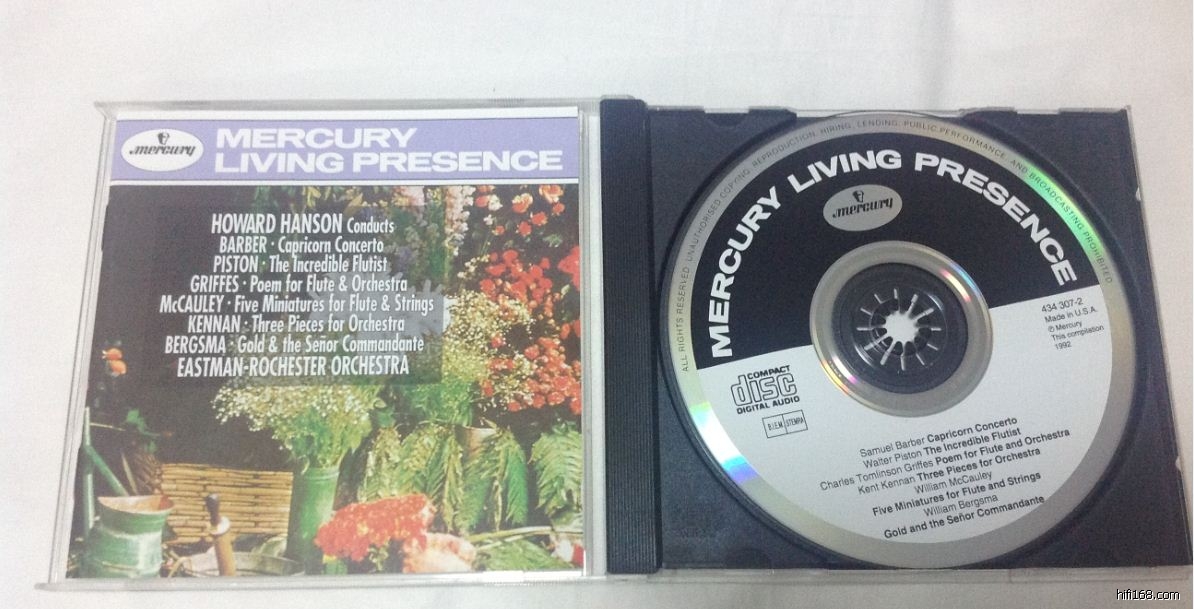 mercury
MERCURY
LIVING PRESENCE
HOWARD HANSON Conducts
BARBER · Capricorn Concerto
PISTON · The Incredible Flutist
GRIFFES · Poem for Flute & Orchestra
McCAULEY · Five Miniatures for Flute & Strings
KENNAN · Three Pieces for Orchestra
BERGSMA · Gold & the Señor Commandante
EASTMAN-ROCHESTER ORCHESTRA
ALL RIGHTS RESERVED. UNAUTHORISED COPYING, REPRODUCTION, HIRING, LENDING, PUBLIC PERFORMANCE, AND BROADCASTING PROHIBITED
MERCURY LIVING PRESENCE
mercury
434 307-2
Made in U.S.A.
℗ Mercury
This compilation
1992
COMPACT
disc
DIGITAL AUDIO
B.I.E.M. STEMRA
Samuel Barber Capricorn Concerto
Walter Piston The Incredible Flutist
Charles Tomlinson Griffes Poem for Flute and Orchestra
Kent Kennan Three Pieces for Orchestra
William McCauley
Five Miniatures for Flute and Strings
William Bergsma
Gold and the Señor Commandante
hifi168.com